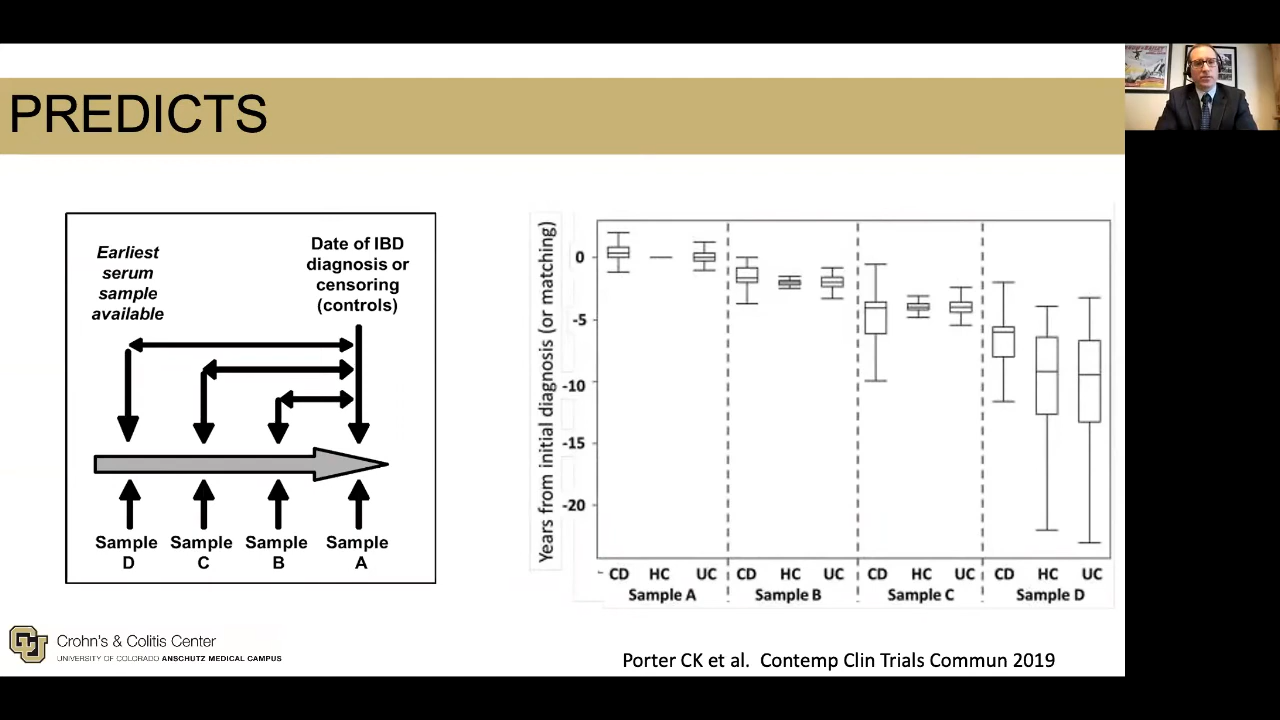 PREDICTS
Earliest
serum
sample
available
Date of IBD
diagnosis or
censoring
(controls)
Sample
D
Sample
C
Sample
B
Sample
A
Years from initial diagnosis (or matching)
0
-5
-10
-15
-20
CD HC UC CD HC UC CD HC UC CD HC UC
Sample A Sample B Sample C Sample D
CU
Crohn's & Colitis Center
UNIVERSITY OF COLORADO ANSCHUTZ MEDICAL CAMPUS
Porter CK et al. Contemp Clin Trials Commun 2019